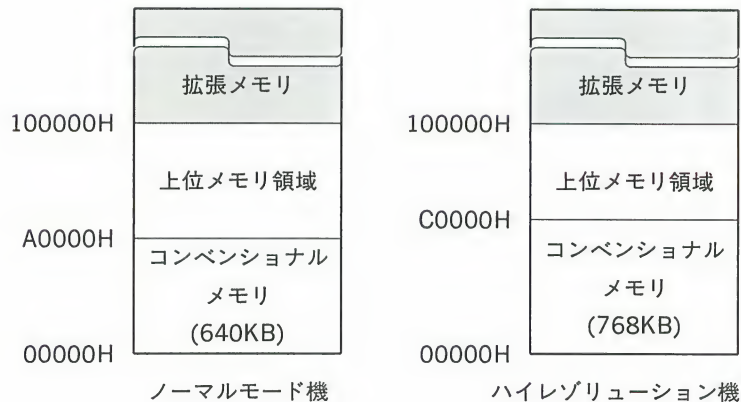 拡張メモリ
100000H
上位メモリ領域
A0000H
コンベンショナル
メモリ
(640KB)
00000H
ノーマルモード機
拡張メモリ
100000H
上位メモリ領域
C0000H
コンベンショナル
メモリ
(768KB)
00000H
ハイレゾリューション機